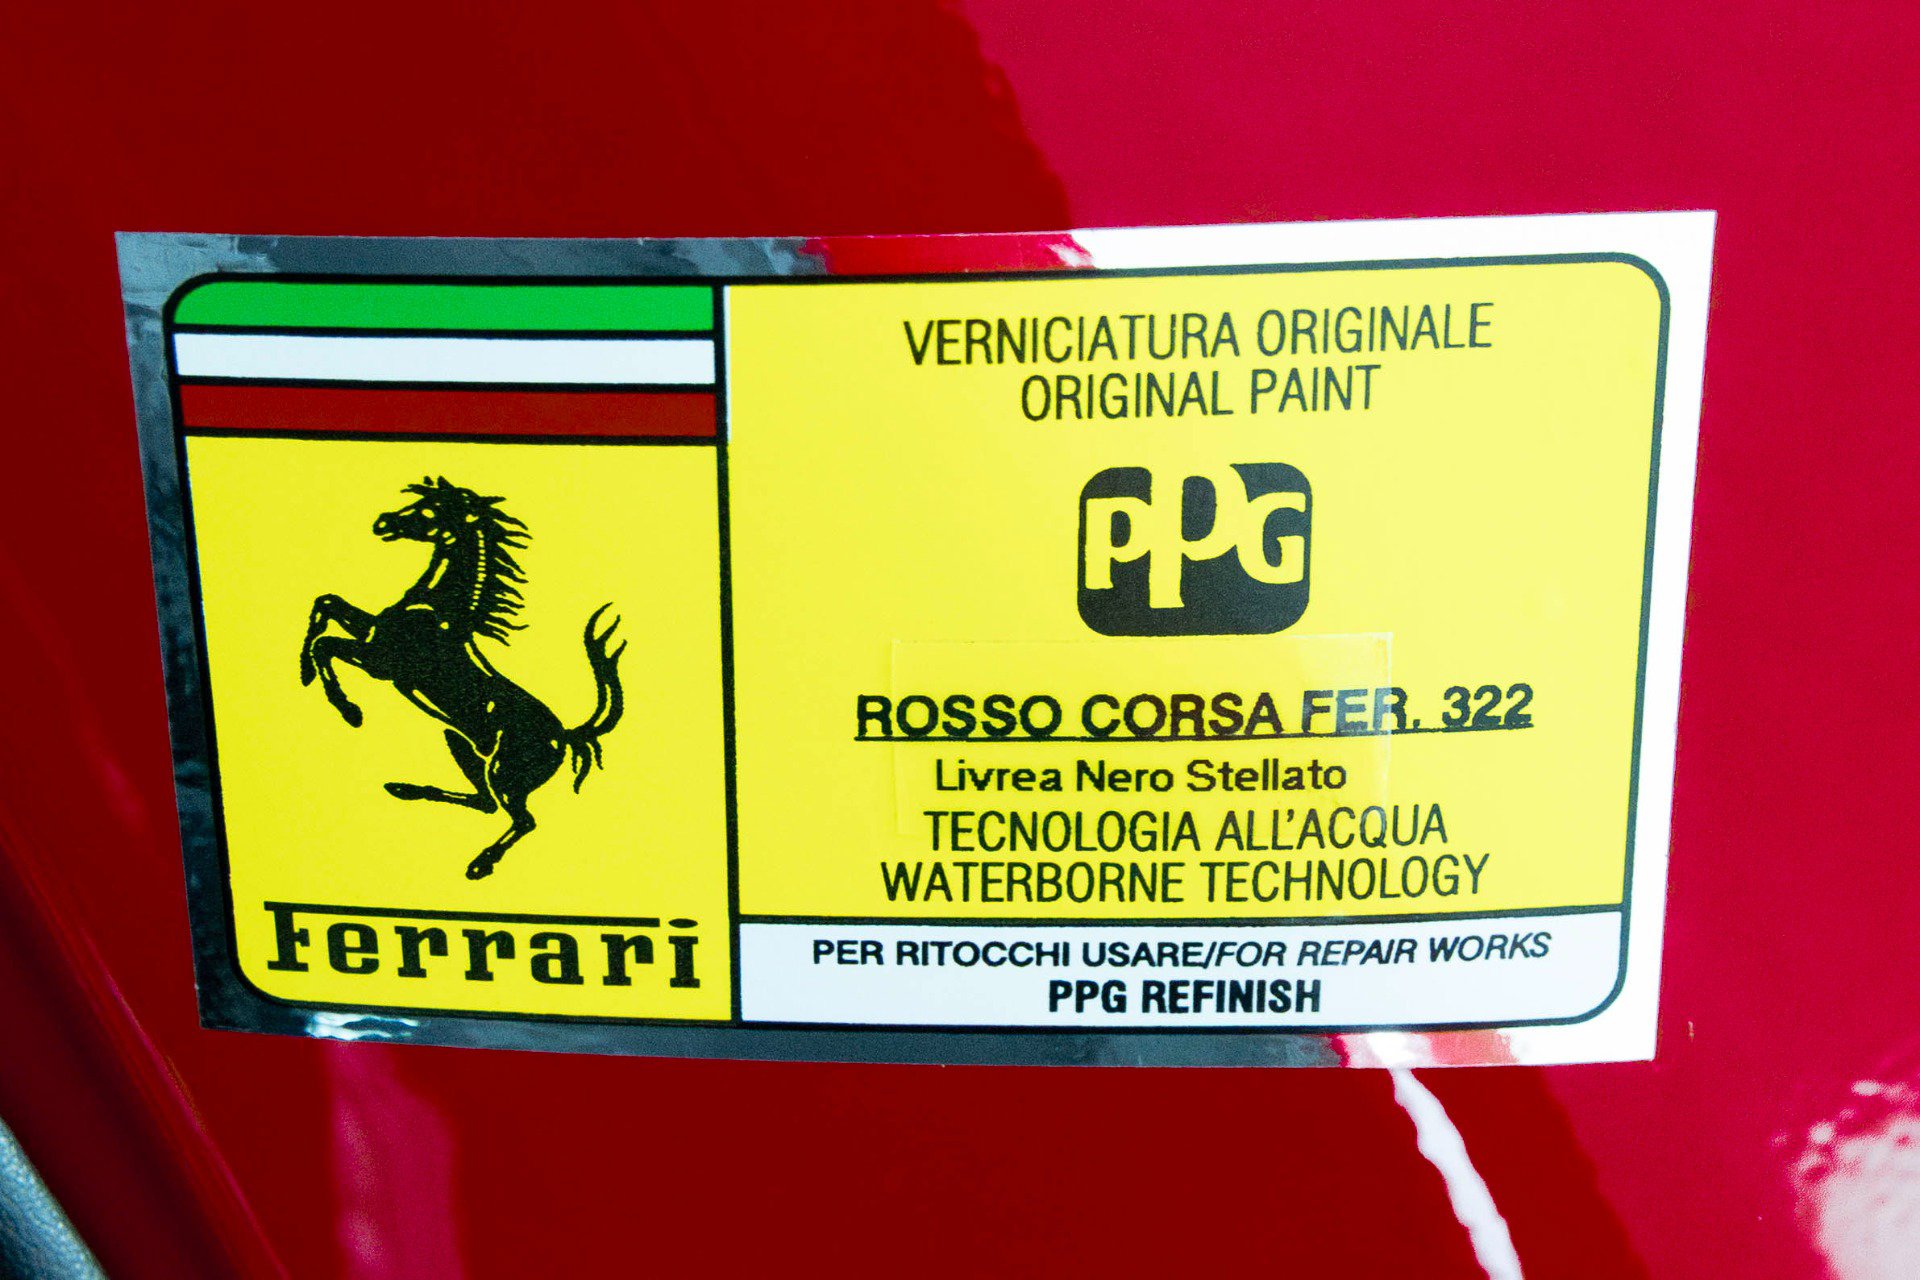 Ferrari
VERNICIATURA ORIGINALE
ORIGINAL PAINT
PPG
ROSSO CORSA FER. 322
Livrea Nero Stellato
TECNOLOGIA ALL'ACQUA
WATERBORNE TECHNOLOGY
PER RITOCCHI USARE/FOR REPAIR WORKS
PPG REFINISH